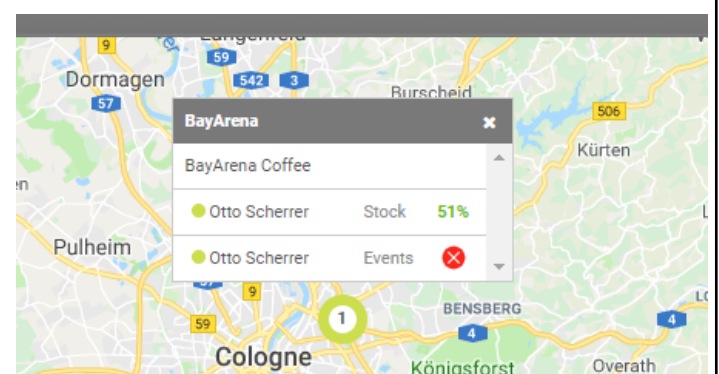 Langenfeld
9
59
Dormagen
542
3
57
Burscheid
506
BayArena
Kürten
BayArena Coffee
Otto Scherrer Stock 51%
Pulheim
Otto Scherrer Events
9
59
1
BENSBERG
4
4
Cologne
Königsforst
Overath